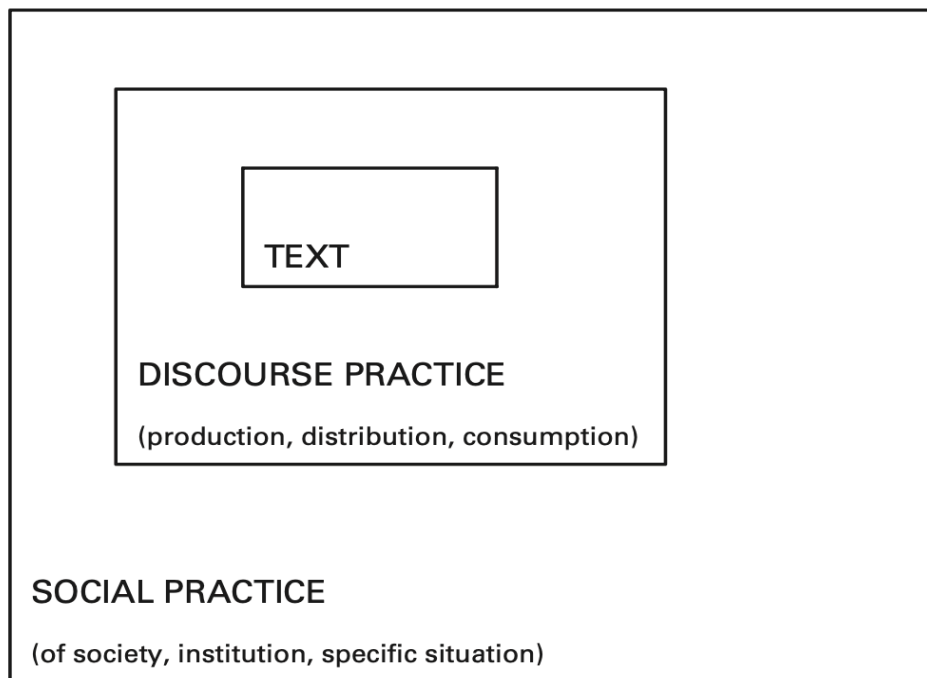 TEXT
DISCOURSE PRACTICE
(production, distribution, consumption)
SOCIAL PRACTICE
(of society, institution, specific situation)